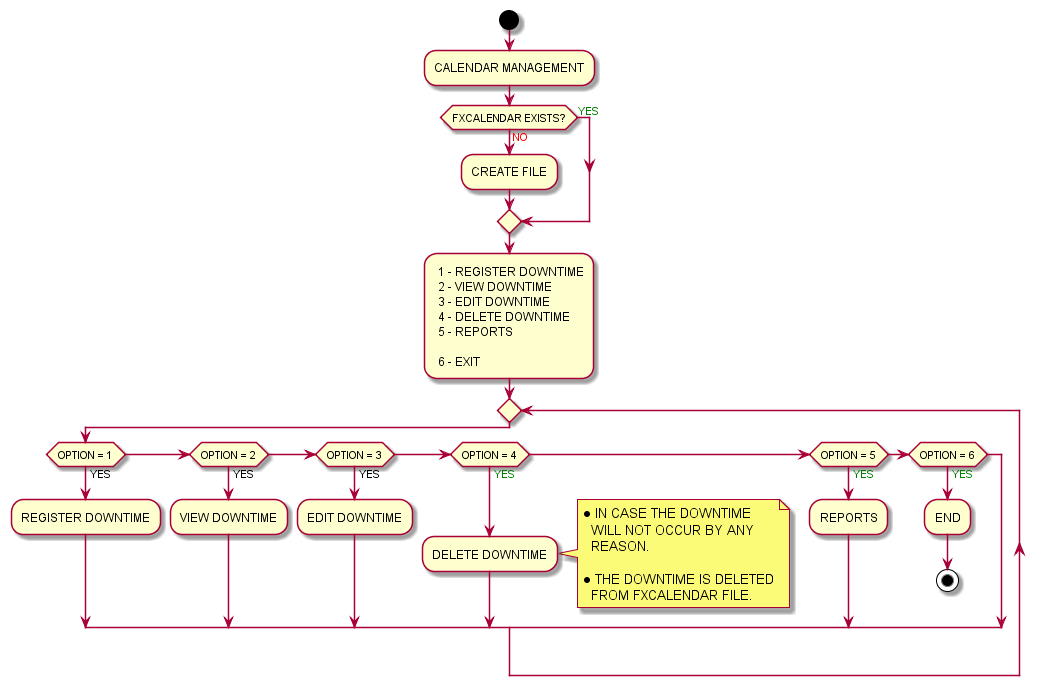 CALENDAR MANAGEMENT
FXCALENDAR EXISTS?
YES
NO
CREATE FILE
1 - REGISTER DOWNTIME
2 - VIEW DOWNTIME
3 - EDIT DOWNTIME
4 - DELETE DOWNTIME
5 - REPORTS
6 - EXIT
OPTION = 1
YES
REGISTER DOWNTIME
OPTION = 2
YES
VIEW DOWNTIME
OPTION = 3
YES
EDIT DOWNTIME
OPTION = 4
YES
DELETE DOWNTIME
● IN CASE THE DOWNTIME
WILL NOT OCCUR BY ANY
REASON.
● THE DOWNTIME IS DELETED
FROM FXCALENDAR FILE.
OPTION = 5
YES
REPORTS
OPTION = 6
YES
END